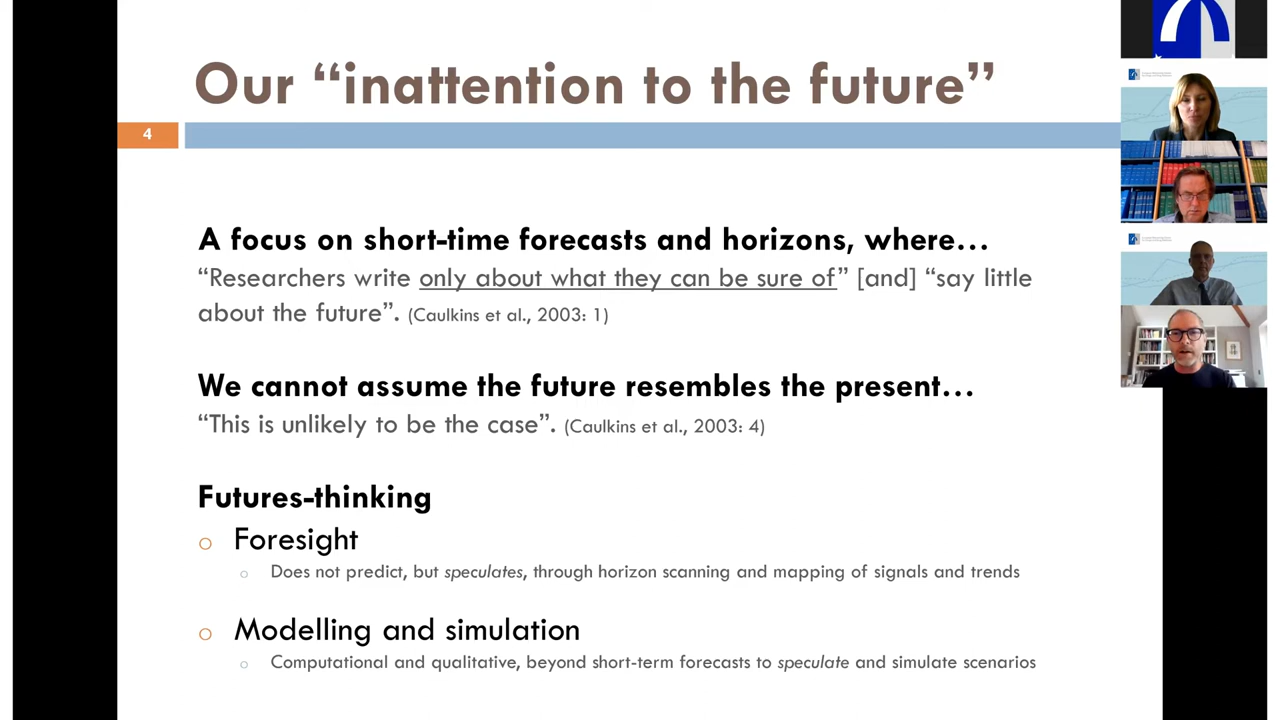 Our “inattention to the future”
4
A focus on short-time forecasts and horizons, where…
“Researchers write only about what they can be sure of” [and] “say little
about the future”. (Caulkins et al., 2003: 1)
We cannot assume the future resembles the present…
“This is unlikely to be the case”. (Caulkins et al., 2003: 4)
Futures-thinking
Foresight
Does not predict, but speculates, through horizon scanning and mapping of signals and trends
Modelling and simulation
Computational and qualitative, beyond short-term forecasts to speculate and simulate scenarios